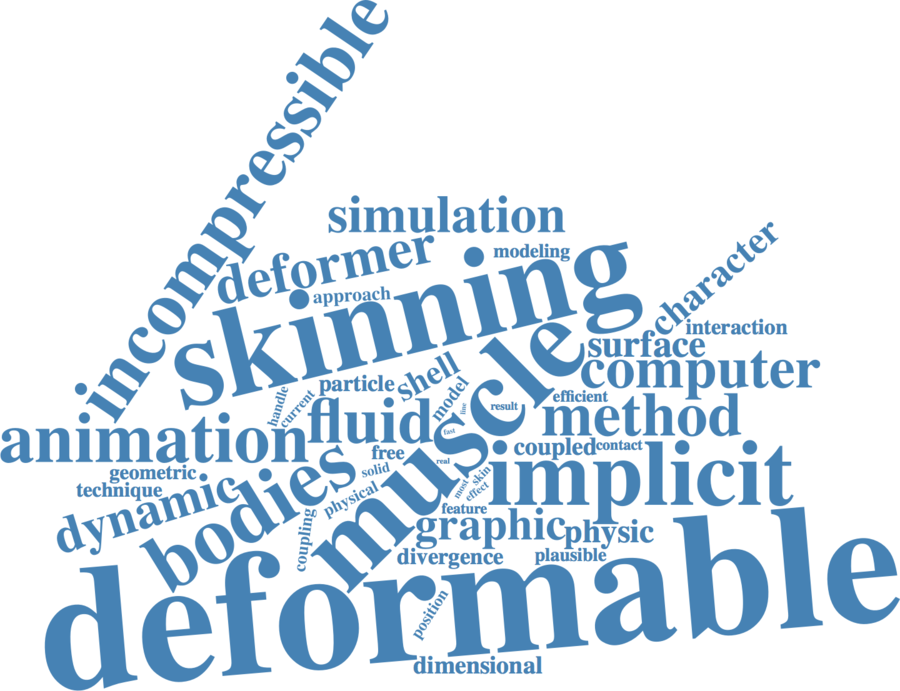 incompressible
simulation
deformer
modeling
character
approach
skinning
interaction
surface
muscle
computer
shell
particle
model
efficient
handle
current
fine
result
method
fluid
fast
animation
coupled
contact
free
real
implicit
geometric
solid
skin
technique
bodies
most
effect
physical
dynamic
feature
graphic
physic
coupling
divergence
plausible
deformable
position
dimensional